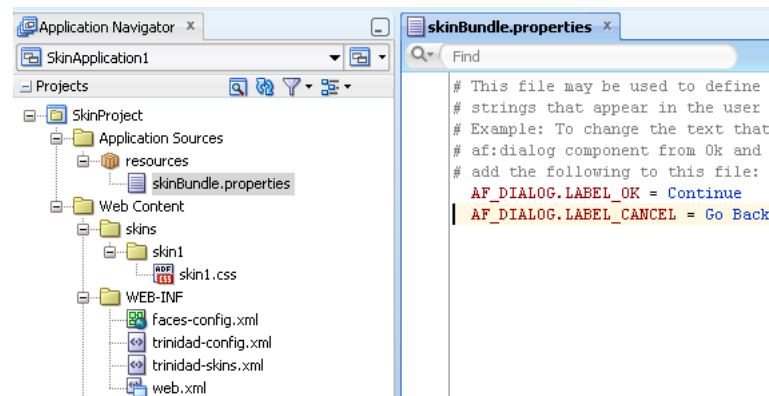 Application Navigator
SkinApplication1
Projects
SkinProject
Application Sources
resources
skinBundle.properties
Web Content
skins
skin1
ADF
CSS
skin1.css
WEB-INF
faces-config.xml
trinidad-config.xml
trinidad-skins.xml
web.xml
skinBundle.properties
Find
# This file may be used to define
# strings that appear in the user
# Example: To change the text that
# af:dialog component from Ok and
# add the following to this file:
AF_DIALOG.LABEL_OK = Continue
AF_DIALOG.LABEL_CANCEL = Go Back